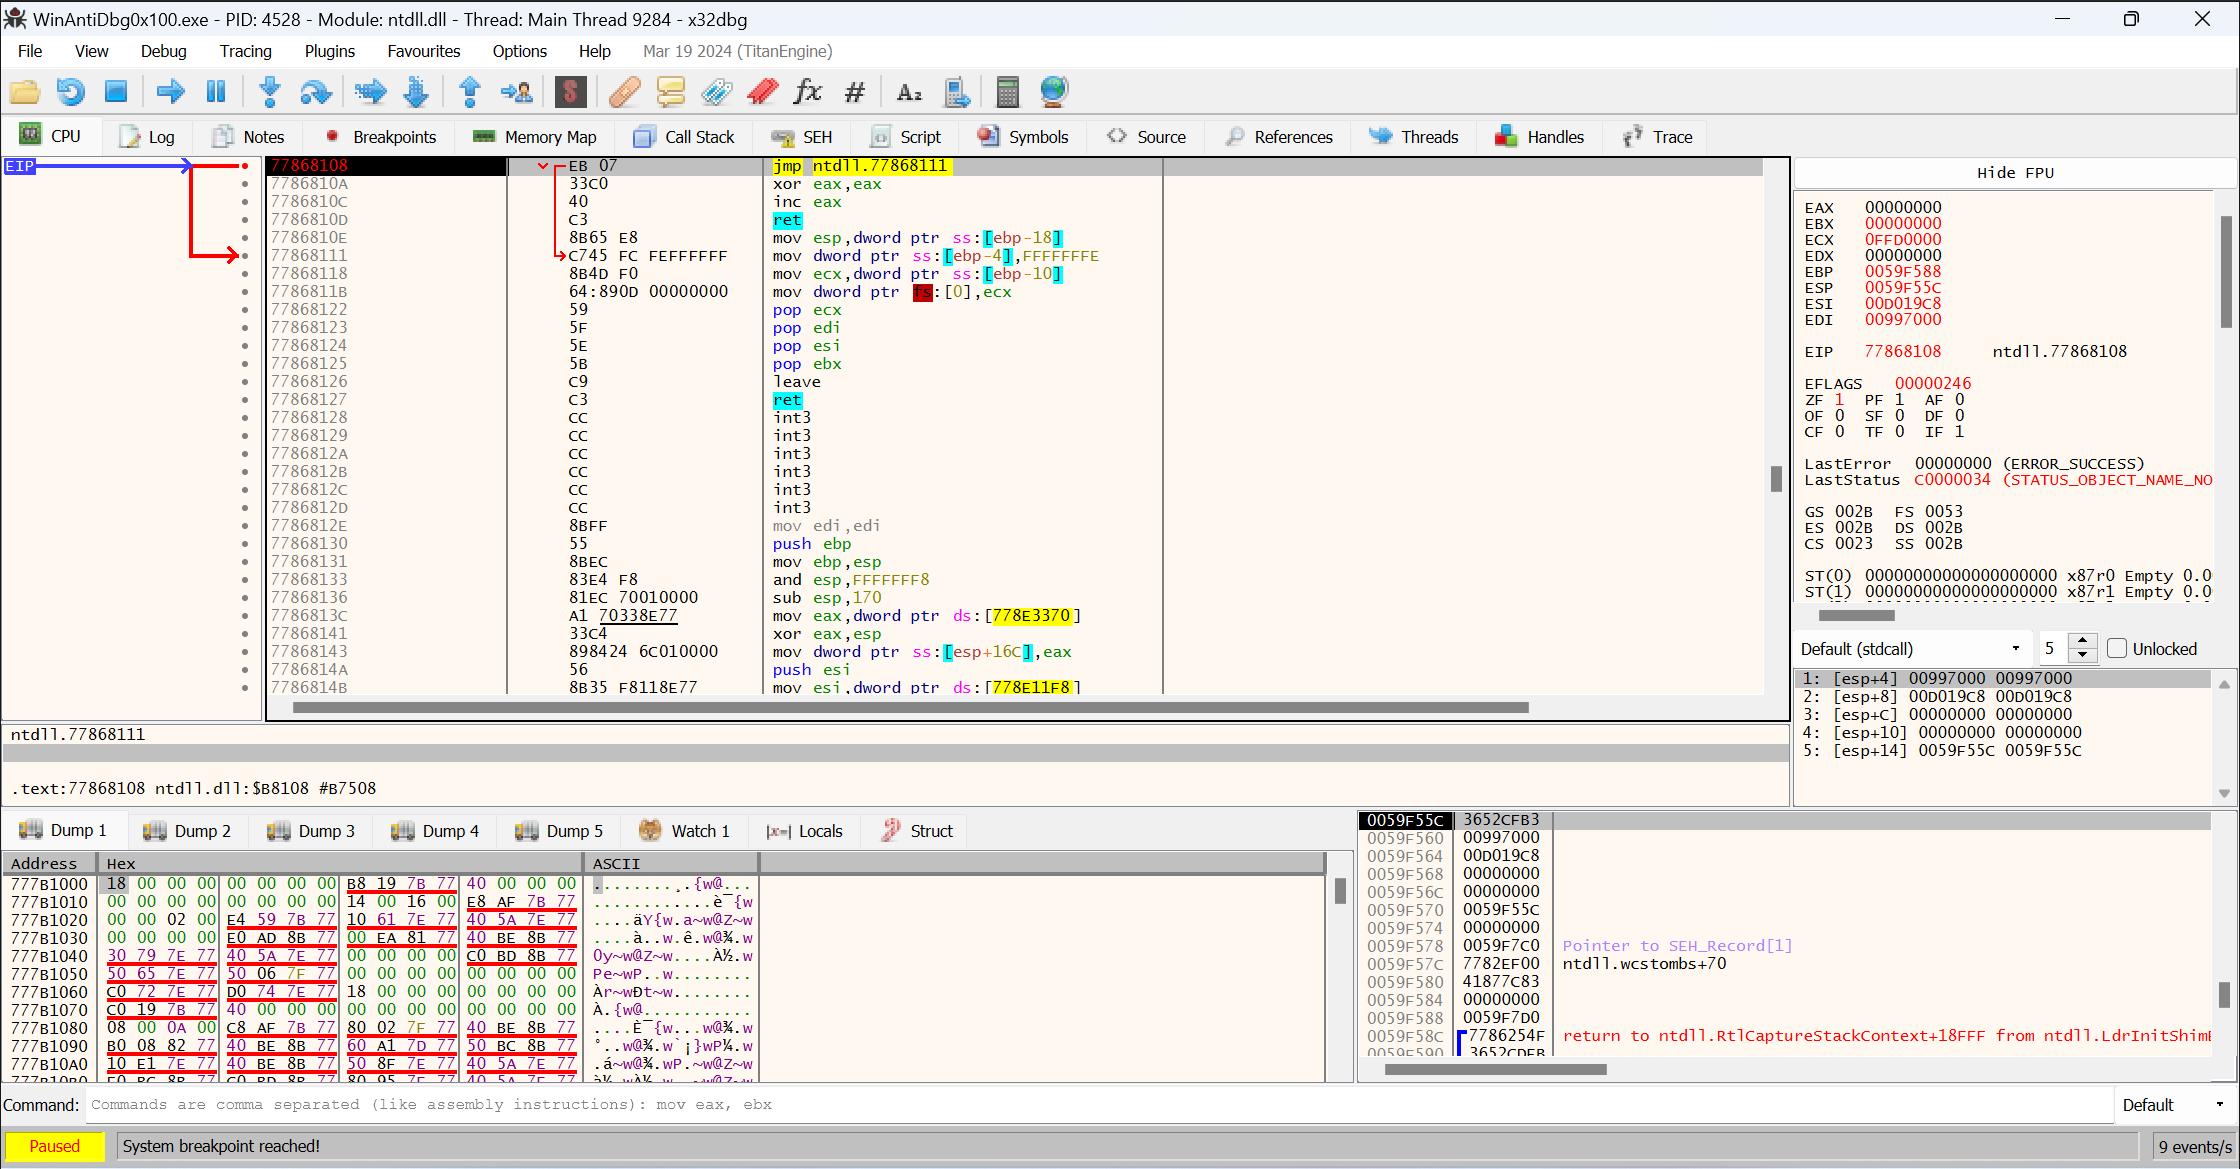 WinAntiDbg0x100.exe - PID: 4528 - Module: ntdll.dll - Thread: Main Thread 9284 - x32dbg
File View Debug Tracing Plugins Favourites Options Help Mar 19 2024 (TitanEngine)
CPU Log Notes Breakpoints Memory Map Call Stack SEH Script Symbols Source References Threads Handles Trace
EIP
77868108 EB 07 jmp ntdll.77868111
7786810A 33C0 xor eax,eax
7786810C 40 inc eax
7786810D C3 ret
7786810E 8B65 E8 mov esp,dword ptr ss:[ebp-18]
77868111 C745 FC FEFFFFFF mov dword ptr ss:[ebp-4],FFFFFFFE
77868118 8B4D F0 mov ecx,dword ptr ss:[ebp-10]
7786811B 64:890D 00000000 mov dword ptr fs:[0],ecx
77868122 59 pop ecx
77868123 5F pop edi
77868124 5E pop esi
77868125 5B pop ebx
77868126 C9 leave
77868127 C3 ret
77868128 CC int3
77868129 CC int3
7786812A CC int3
7786812B CC int3
7786812C CC int3
7786812D CC int3
7786812E 8BFF mov edi,edi
77868130 55 push ebp
77868131 8BEC mov ebp,esp
77868133 83E4 F8 and esp,FFFFFFF8
77868136 81EC 70010000 sub esp,170
7786813C A1 70338E77 mov eax,dword ptr ds:[778E3370]
77868141 33C4 xor eax,esp
77868143 898424 6C010000 mov dword ptr ss:[esp+16C],eax
7786814A 56 push esi
7786814B 8B35 F8118E77 mov esi,dword ptr ds:[778E11F8]
Hide FPU
EAX 00000000
EBX 00000000
ECX 0FFD0000
EDX 00000000
EBP 0059F588
ESP 0059F55C
ESI 00D019C8
EDI 00997000
EIP 77868108 ntdll.77868108
EFLAGS 00000246
ZF 1 PF 1 AF 0
OF 0 SF 0 DF 0
CF 0 TF 0 IF 1
LastError 00000000 (ERROR_SUCCESS)
LastStatus C0000034 (STATUS_OBJECT_NAME_NO
GS 002B FS 0053
ES 002B DS 002B
CS 0023 SS 002B
ST(0) 00000000000000000000 x87r0 Empty 0.0
ST(1) 00000000000000000000 x87r1 Empty 0.0
Default (stdcall) 5 Unlocked
1: [esp+4] 00997000 00997000
2: [esp+8] 00D019C8 00D019C8
3: [esp+C] 00000000 00000000
4: [esp+10] 00000000 00000000
5: [esp+14] 0059F55C 0059F55C
ntdll.77868111
.text:77868108 ntdll.dll:$B8108 #B7508
Dump 1 Dump 2 Dump 3 Dump 4 Dump 5 Watch 1 Locals Struct
Address Hex ASCII
777B1000 18 00 00 00 00 00 00 00 B8 19 7B 77 40 00 00 00 ........¸.{w@...
777B1010 00 00 00 00 00 00 00 00 14 00 16 00 E8 AF 7B 77 ............è¯{w
777B1020 00 00 02 00 E4 59 7B 77 10 61 7E 77 40 5A 7E 77 ....äY{w.a~w@Z~w
777B1030 00 00 00 00 E0 AD 8B 77 00 EA 81 77 40 BE 8B 77 ....à..w.ê.w@¾.w
777B1040 30 79 7E 77 40 5A 7E 77 00 00 00 00 C0 BD 8B 77 0y~w@Z~w....À½.w
777B1050 50 65 7E 77 50 06 7F 77 00 00 00 00 00 00 00 00 Pe~wP..w........
777B1060 C0 72 7E 77 D0 74 7E 77 18 00 00 00 00 00 00 00 Àr~wÐt~w........
777B1070 C0 19 7B 77 40 00 00 00 00 00 00 00 00 00 00 00 À.{w@...........
777B1080 08 00 0A 00 C8 AF 7B 77 80 02 7F 77 40 BE 8B 77 ....È¯{w...w@¾.w
777B1090 B0 08 82 77 40 BE 8B 77 60 A1 7D 77 50 BC 8B 77 °..w@¾.w`¡}wP¼.w
777B10A0 10 E1 7E 77 40 BE 8B 77 50 8F 7E 77 40 5A 7E 77 .á~w@¾.wP.~w@Z~w
0059F55C 3652CFB3
0059F560 00997000
0059F564 00D019C8
0059F568 00000000
0059F56C 00000000
0059F570 0059F55C
0059F574 00000000
0059F578 0059F7C0 Pointer to SEH_Record[1]
0059F57C 7782EF00 ntdll.wcstombs+70
0059F580 41877C83
0059F584 00000000
0059F588 0059F7D0
0059F58C 7786254F return to ntdll.RtlCaptureStackContext+18FFF from ntdll.LdrInitShim
0059F590 3652CDEB
Command: Commands are comma separated (like assembly instructions): mov eax, ebx Default
Paused System breakpoint reached! 9 events/s